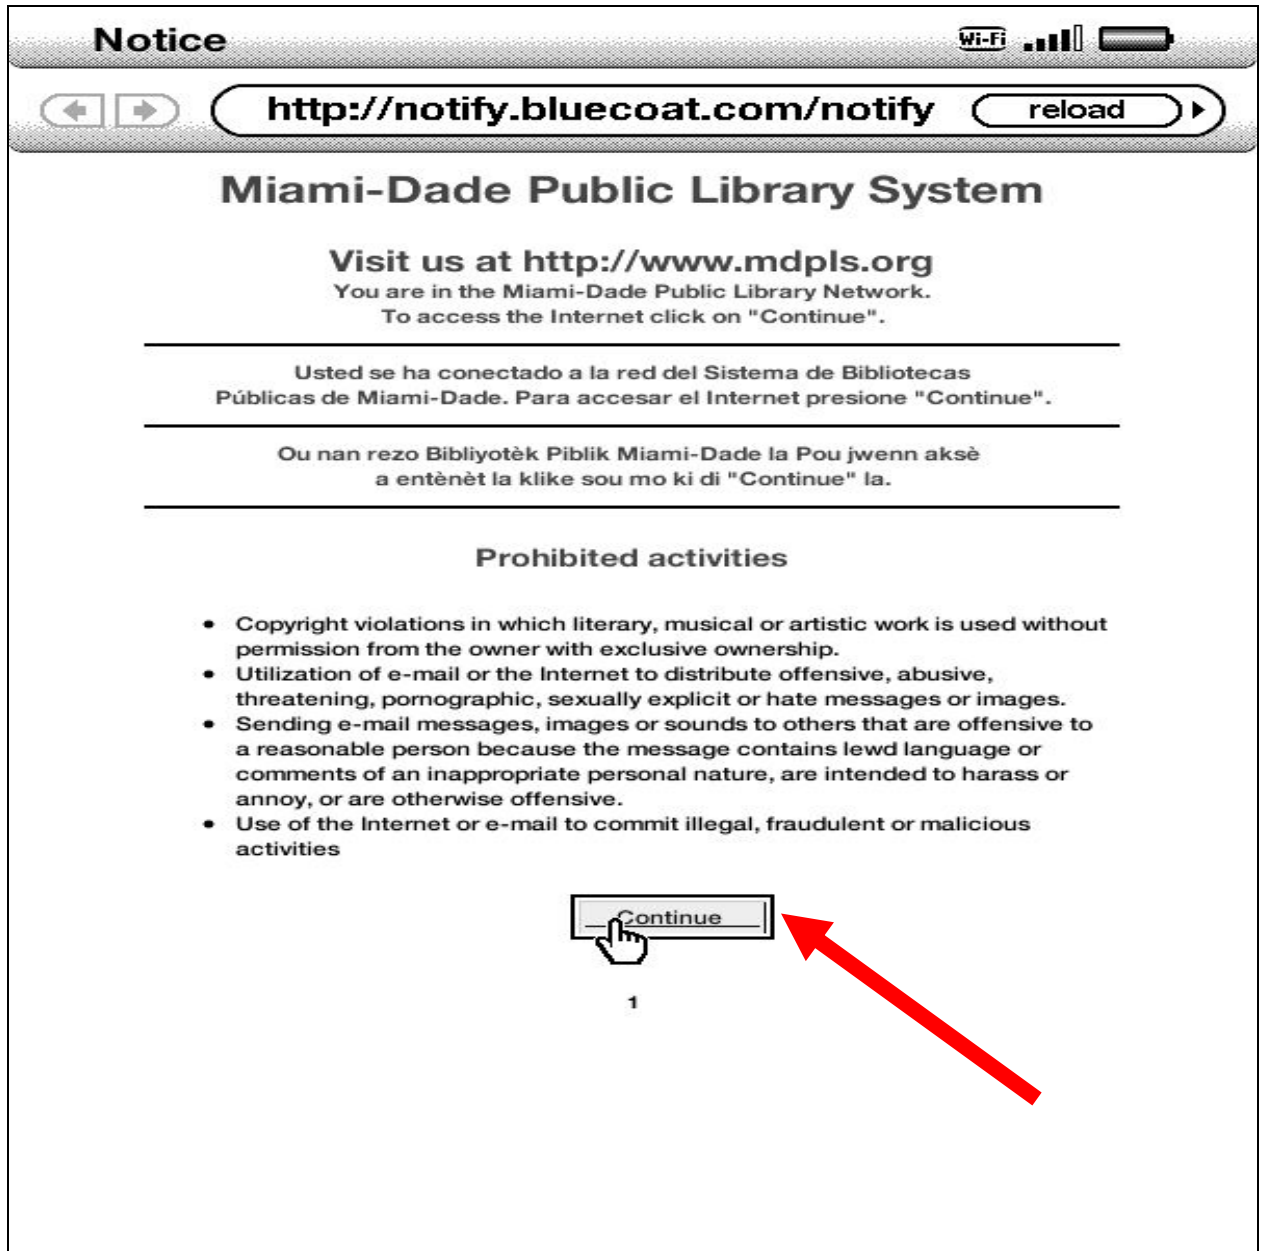 Notice
Wi-Fi
http://notify.bluecoat.com/notify
reload
Miami-Dade Public Library System
Visit us at http://www.mdpls.org
You are in the Miami-Dade Public Library Network.
To access the Internet click on "Continue".
Usted se ha conectado a la red del Sistema de Bibliotecas
Públicas de Miami-Dade. Para accesar el Internet presione "Continue".
Ou nan rezo Bibliyotèk Piblik Miami-Dade la Pou jwenn aksè
a entènèt la klike sou mo ki di "Continue" la.
Prohibited activities
• Copyright violations in which literary, musical or artistic work is used without
permission from the owner with exclusive ownership.
• Utilization of e-mail or the Internet to distribute offensive, abusive,
threatening, pornographic, sexually explicit or hate messages or images.
• Sending e-mail messages, images or sounds to others that are offensive to
a reasonable person because the message contains lewd language or
comments of an inappropriate personal nature, are intended to harass or
annoy, or are otherwise offensive.
• Use of the Internet or e-mail to commit illegal, fraudulent or malicious
activities
Continue
1